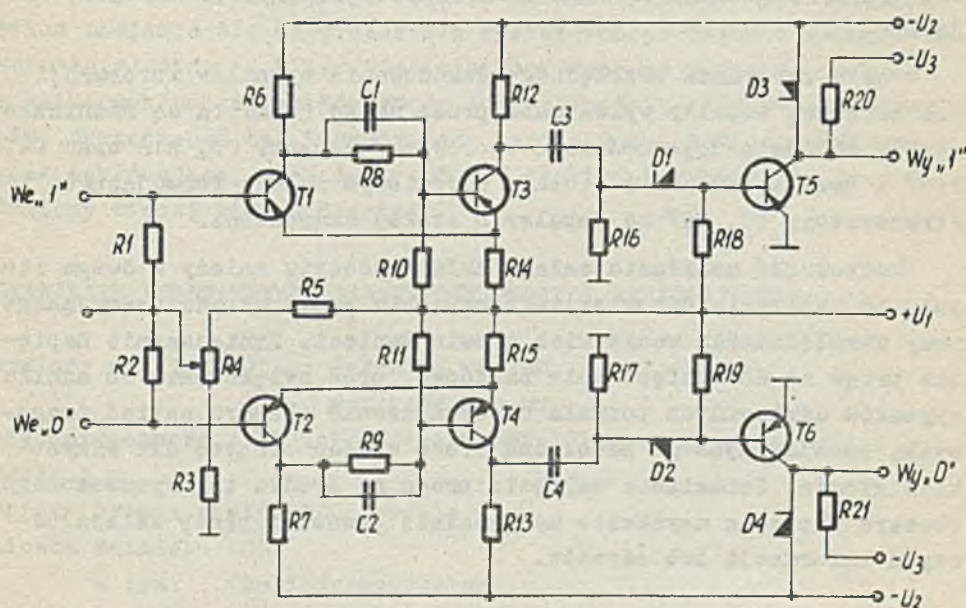 -U2
-U3
R6
C1
R12
D3
R20
C3
R8
Wy„1"
We„1"
T1
T3
D1
T5
R1
R10
R14
R16
R18
R5
+U1
R2
R4
R11
R15
R17
R19
We„0"
T2
T4
T6
R9
D2
R3
C4
Wy„0"
C2
R7
R13
D4
R21
-U3
-U2